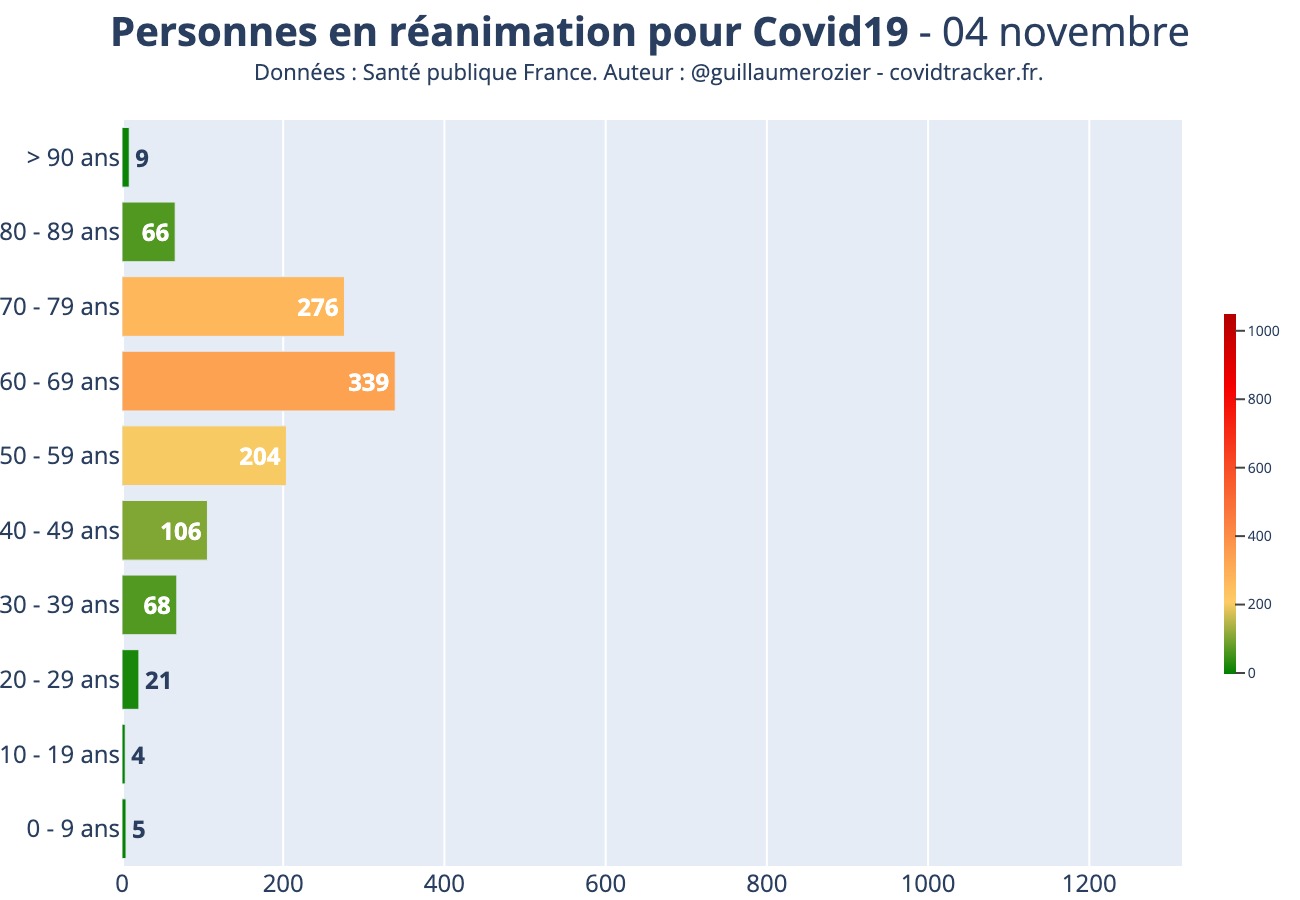 Personnes en réanimation pour Covid19 - 04 novembre
Données : Santé publique France. Auteur : @guillaumerozier - covidtracker.fr.
> 90 ans 9
80 - 89 ans 66
70 - 79 ans 276
60 - 69 ans 339
50 - 59 ans 204
40 - 49 ans 106
30 - 39 ans 68
20 - 29 ans 21
10 - 19 ans 4
0 - 9 ans 5
0 200 400 600 800 1000 1200
1000
800
600
400
200
0